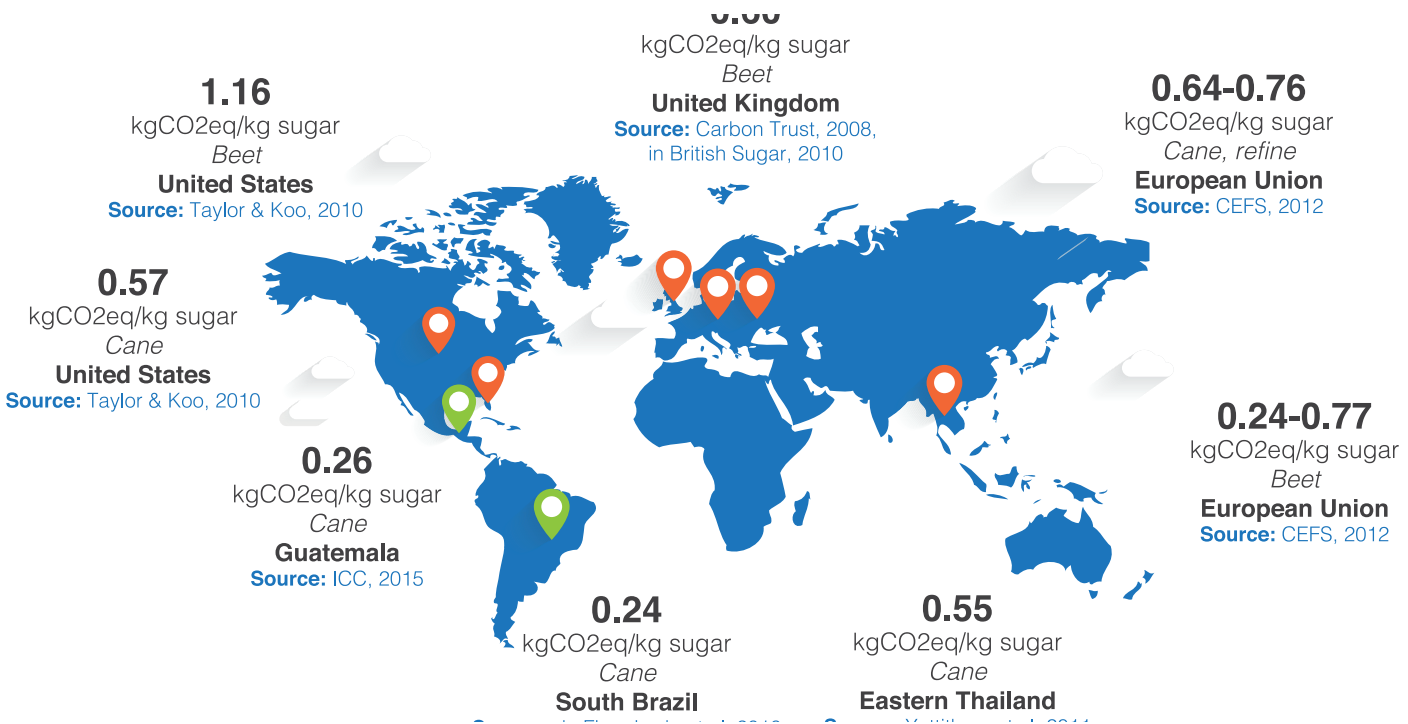 kgCO2eq/kg sugar
Beet
United Kingdom
Source: Carbon Trust, 2008,
in British Sugar, 2010
1.16
kgCO2eq/kg sugar
Beet
United States
Source: Taylor & Koo, 2010
0.64-0.76
kgCO2eq/kg sugar
Cane, refine
European Union
Source: CEFS, 2012
0.57
kgCO2eq/kg sugar
Cane
United States
Source: Taylor & Koo, 2010
0.24-0.77
kgCO2eq/kg sugar
Beet
European Union
Source: CEFS, 2012
0.26
kgCO2eq/kg sugar
Cane
Guatemala
Source: ICC, 2015
0.24
kgCO2eq/kg sugar
Cane
South Brazil
0.55
kgCO2eq/kg sugar
Cane
Eastern Thailand